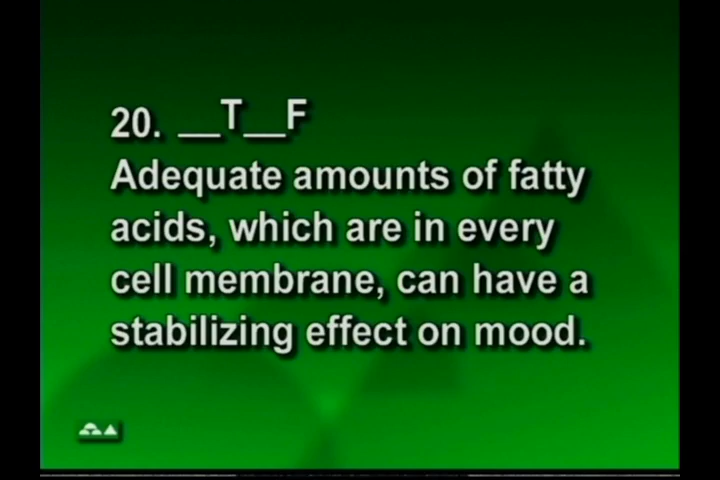 20. __T__F
Adequate amounts of fatty
acids, which are in every
cell membrane, can have a
stabilizing effect on mood.